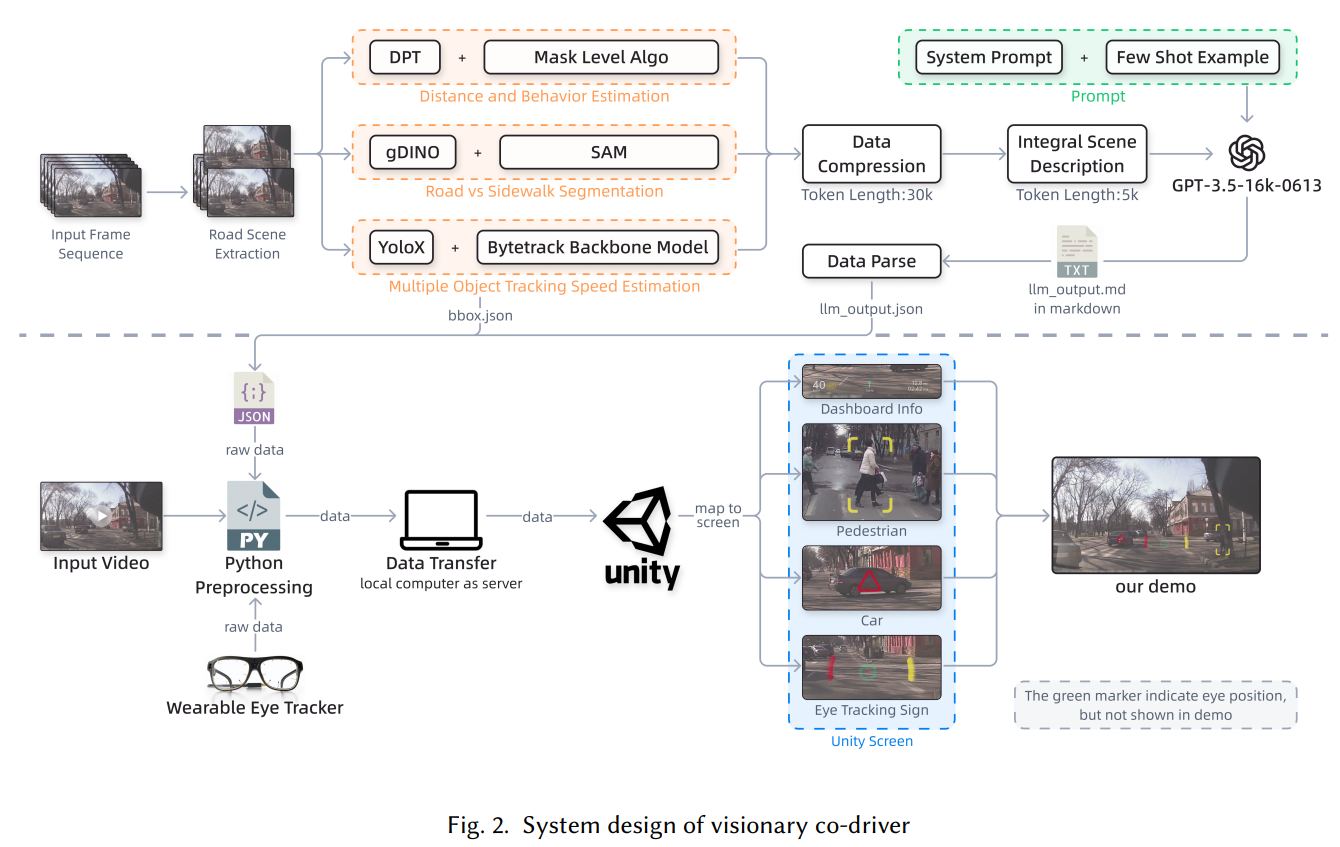 DPT + Mask Level Algo
Distance and Behavior Estimation
System Prompt + Few Shot Example
Prompt
gDINO + SAM
Road vs Sidewalk Segmentation
Data
Compression
Token Length:30k
Integral Scene
Description
Token Length:5k
GPT-3.5-16k-0613
Input Frame
Sequence
Road Scene
Extraction
YoloX + Bytetrack Backbone Model
Multiple Object Tracking Speed Estimation
bbox.json
Data Parse
llm_output.json
TXT
llm_output.md
in markdown
{;}
JSON
raw data
Input Video
</>
PY
Python
Preprocessing
raw data
Wearable Eye Tracker
data
Data Transfer
local computer as server
data
unity
map to
screen
40
Dashboard Info
Pedestrian
Car
Eye Tracking Sign
Unity Screen
our demo
The green marker indicate eye position,
but not shown in demo
Fig. 2. System design of visionary co-driver